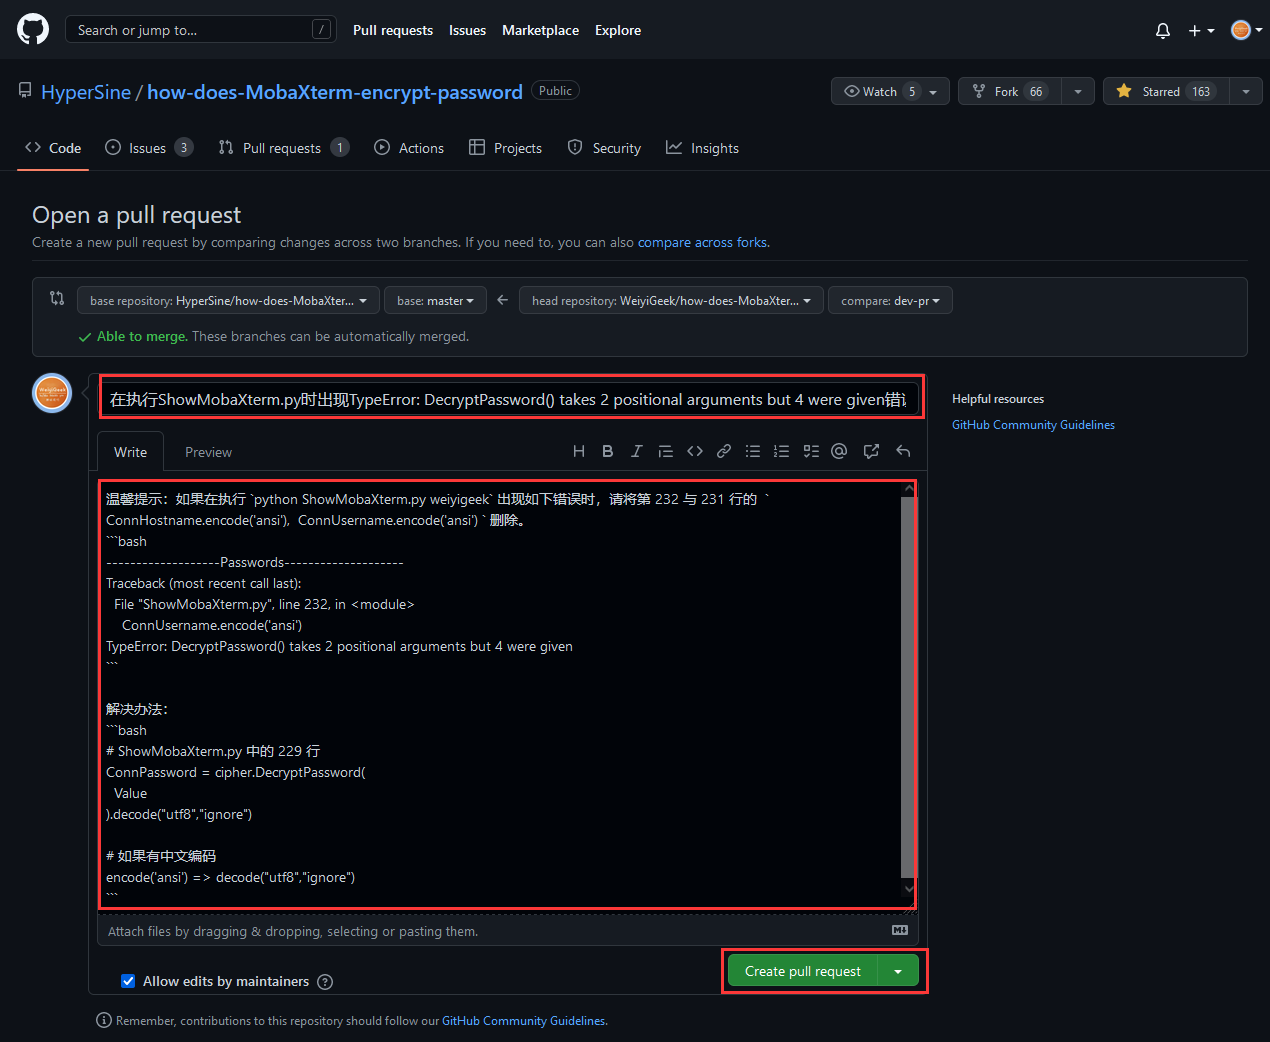 Search or jump to... /
Pull requests Issues Marketplace Explore
HyperSine / how-does-MobaXterm-encrypt-password Public
Watch 5
Fork 66
Starred 163
Code
Issues 3
Pull requests 1
Actions
Projects
Security
Insights
Open a pull request
Create a new pull request by comparing changes across two branches. If you need to, you can also compare across forks.
base repository: HyperSine/how-does-MobaXter... base: master head repository: WeiyiGeek/how-does-MobaXter... compare: dev-pr
Able to merge. These branches can be automatically merged.
在执行ShowMobaXterm.py时出现TypeError: DecryptPassword() takes 2 positional arguments but 4 were given错
Helpful resources
GitHub Community Guidelines
Write Preview
温馨提示：如果在执行 `python ShowMobaXterm.py weiyigeek` 出现如下错误时，请将第 232 与 231 行的 `
ConnHostname.encode('ansi'), ConnUsername.encode('ansi') ` 删除。
```bash
-------------------Passwords--------------------
Traceback (most recent call last):
File "ShowMobaXterm.py", line 232, in <module>
ConnUsername.encode('ansi')
TypeError: DecryptPassword() takes 2 positional arguments but 4 were given
```
解决办法：
```bash
# ShowMobaXterm.py 中的 229 行
ConnPassword = cipher.DecryptPassword(
Value
).decode("utf8","ignore")
# 如果有中文编码
encode('ansi') => decode("utf8","ignore")
```
Attach files by dragging & dropping, selecting or pasting them.
Create pull request
Allow edits by maintainers
Remember, contributions to this repository should follow our GitHub Community Guidelines.